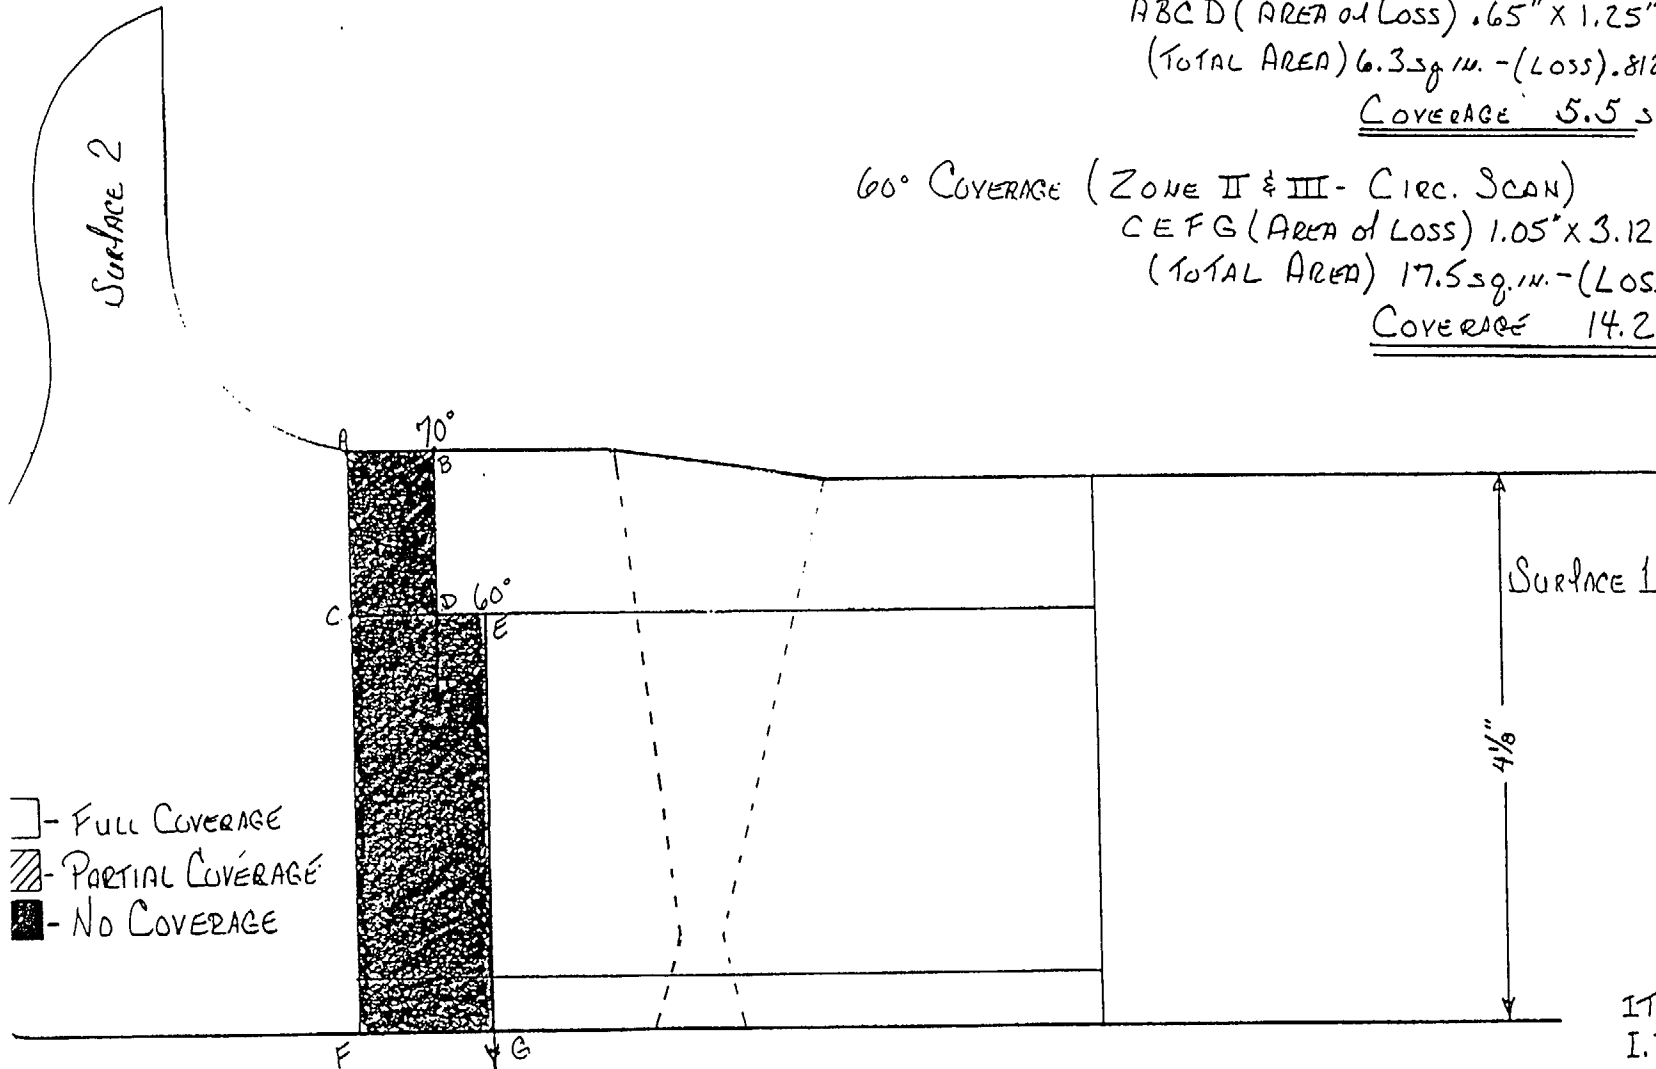 ABCD (AREA of LOSS) .65" X 1.25"
(TOTAL AREA) 6.3 sq. IN. - (LOSS) .812
COVERAGE 5.5 s
60° COVERAGE (ZONE II & III - CIRC. SCAN)
CEFG (AREA of LOSS) 1.05" X 3.12
(TOTAL AREA) 17.5 sq. IN. - (LOS
COVERAGE 14.2
SURFACE 2
A 70°
B
C D 60°
E
SURFACE 1
4 1/8"
- FULL COVERAGE
- PARTIAL COVERAGE
- NO COVERAGE
F G
IT
I.